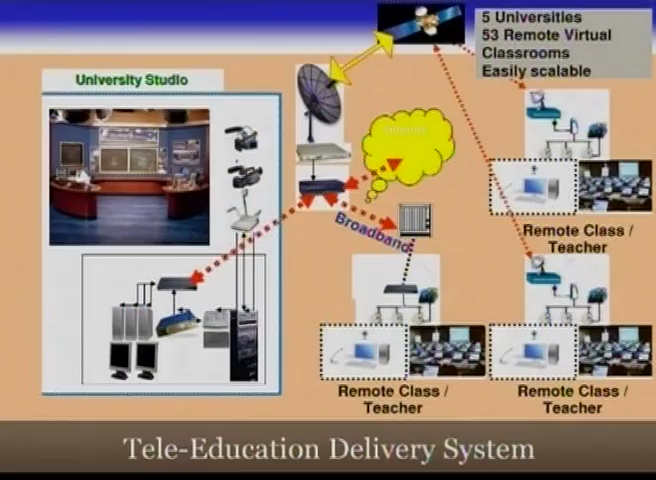 5 Universities
53 Remote Virtual
Classrooms
Easily scalable
University Studio
Broadband
Remote Class /
Teacher
Remote Class /
Teacher
Remote Class /
Teacher
Tele-Education Delivery System